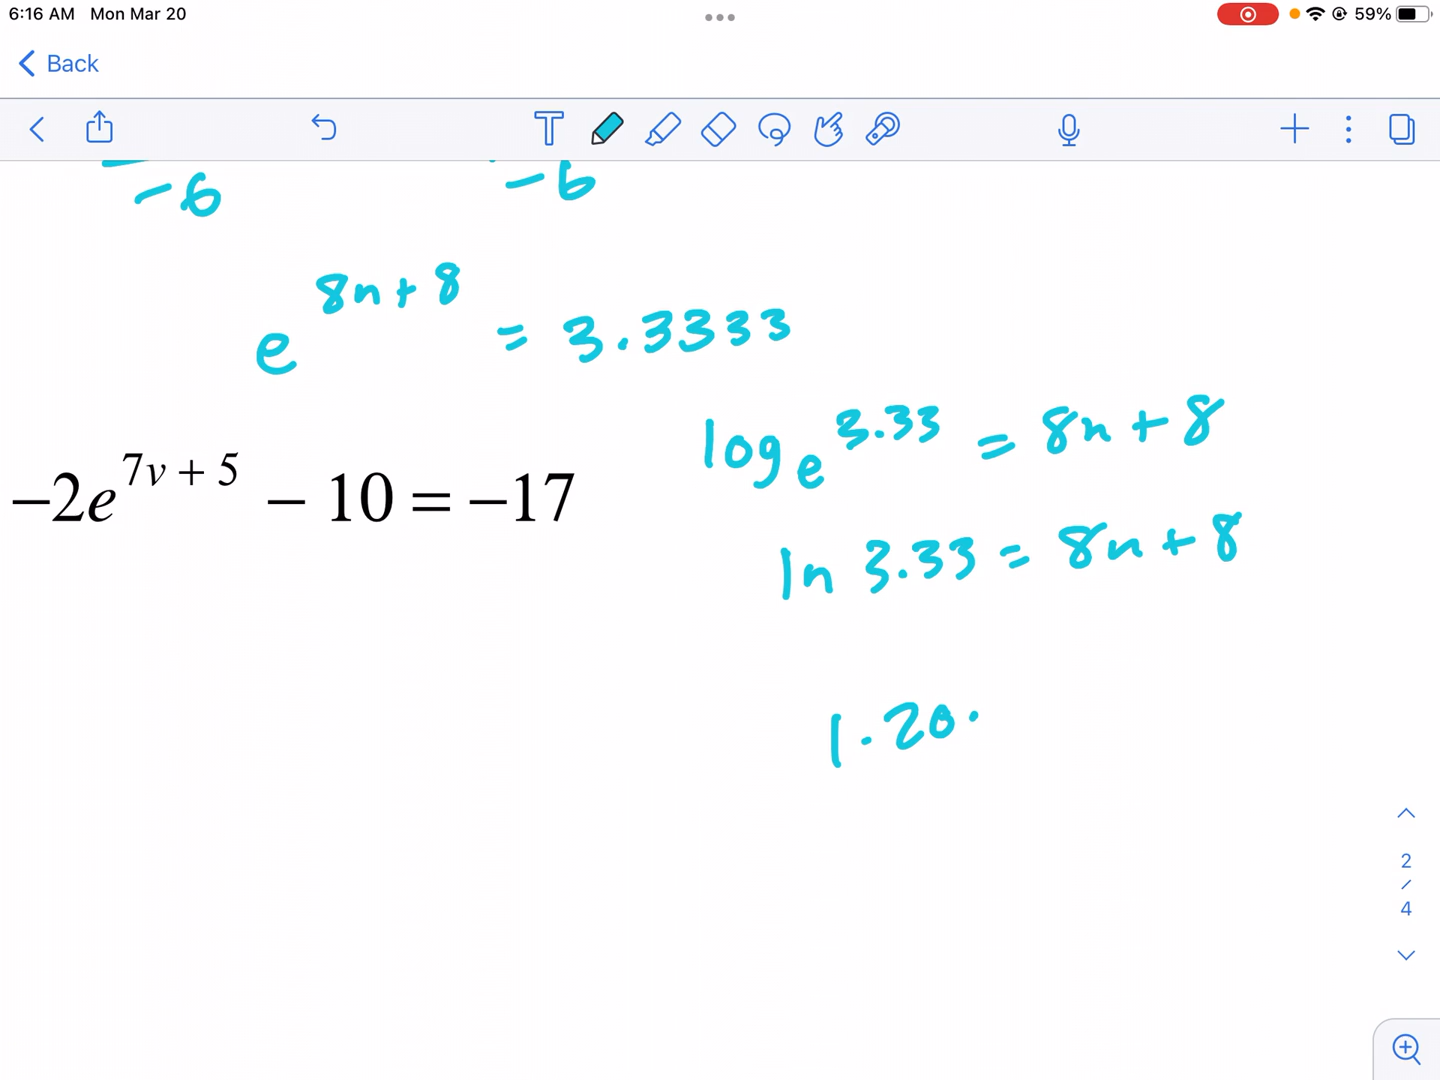 6:16 AM Mon Mar 20
59%
Back
T
-6 -6
e^{8n+8} = 3.3333
log_e 3.33 = 8n+8
−2e^{7v + 5} − 10 = −17
ln 3.33 = 8n+8
1.20.
2
/
4